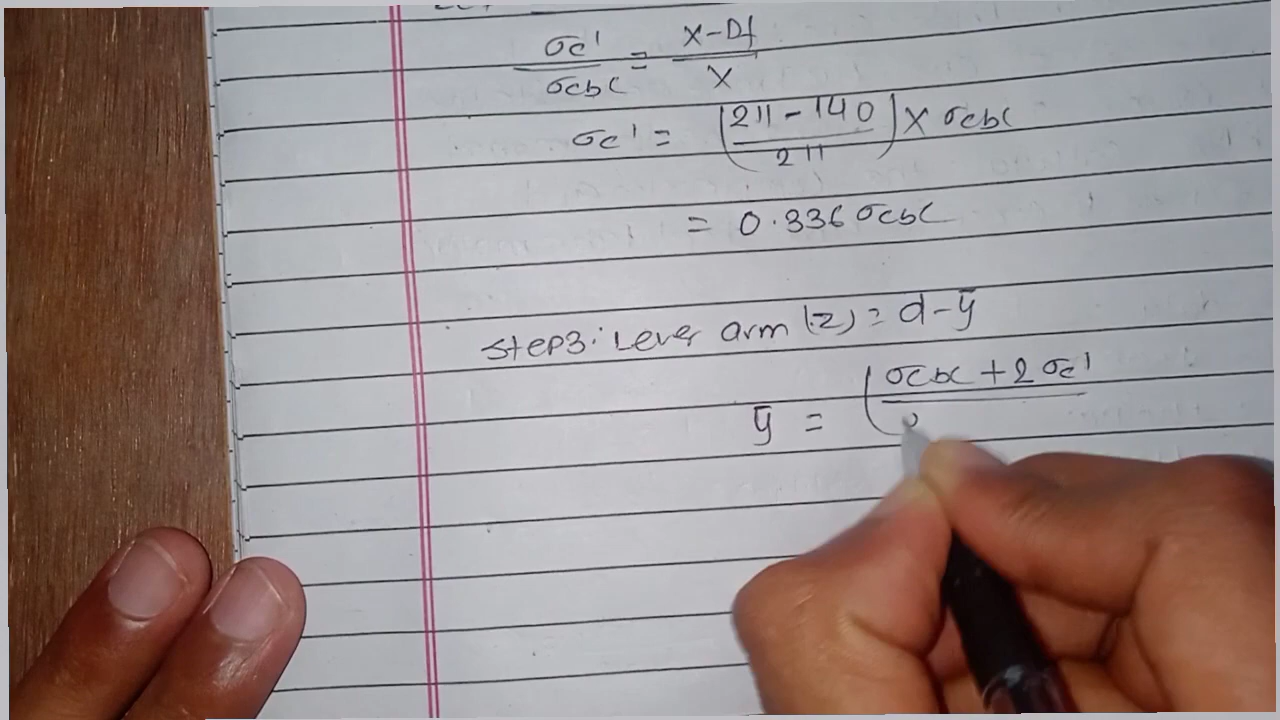 σc' / σcbc = x-Df / x
σc' = (211-140 / 211) x σcbc
= 0.336 σcbc
Step3: Lever arm (z) = d-ȳ
ȳ = (σcbc + 2σc'